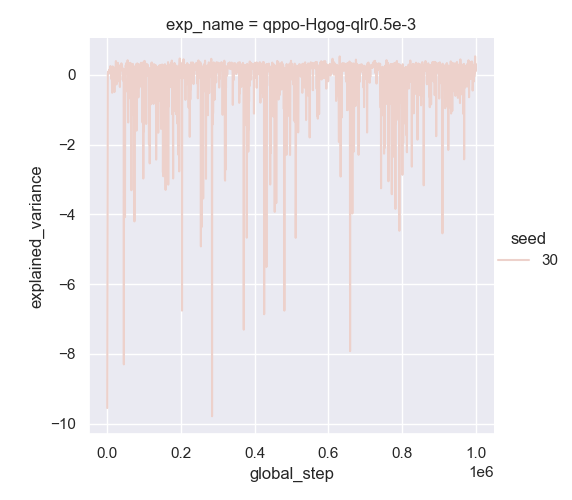 exp_name = qppo-Hgog-qlr0.5e-3
0
−2
−4
−6
−8
−10
explained_variance
seed
30
0.0 0.2 0.4 0.6 0.8 1.0
1e6
global_step